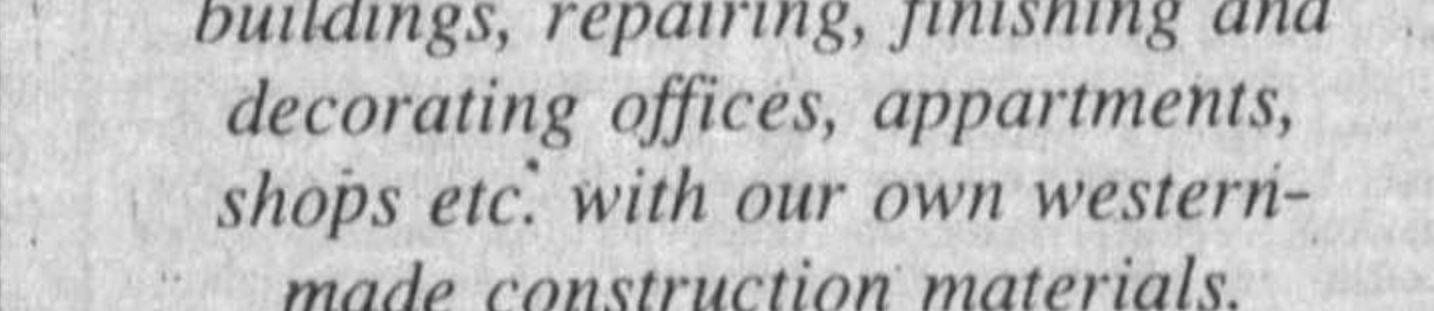 buildings, repairing, finishing and
decorating offices, appartments,
shops etc. with our own western-
made construction materials.